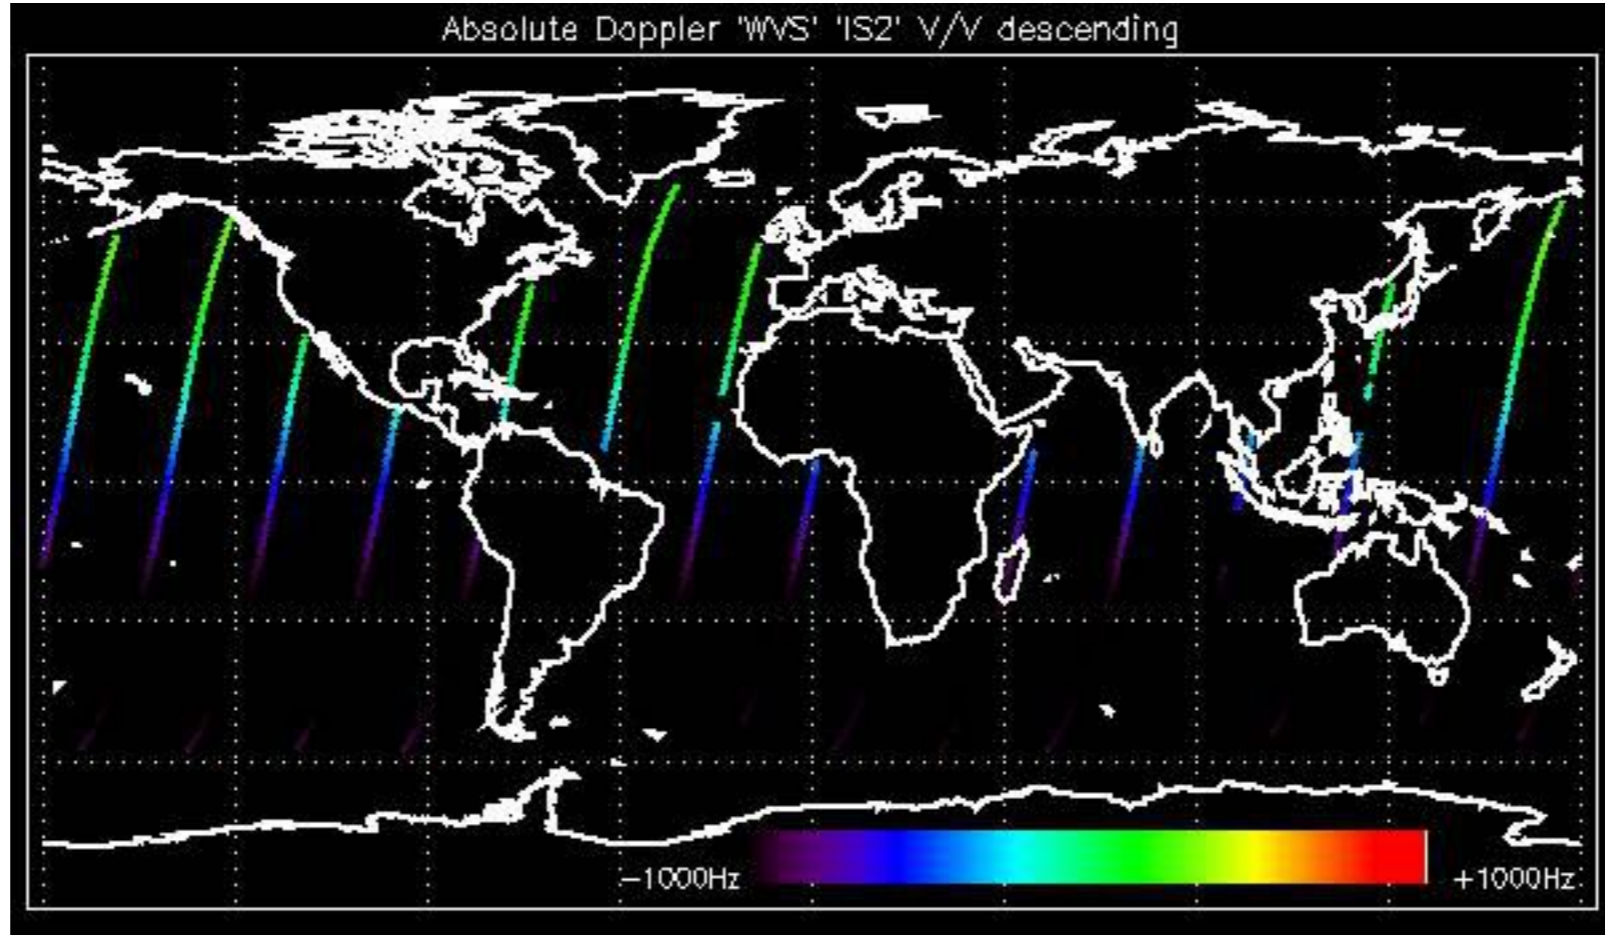 Absolute Doppler 'WVS' 'IS2' V/V descending
−1000Hz
+1000Hz